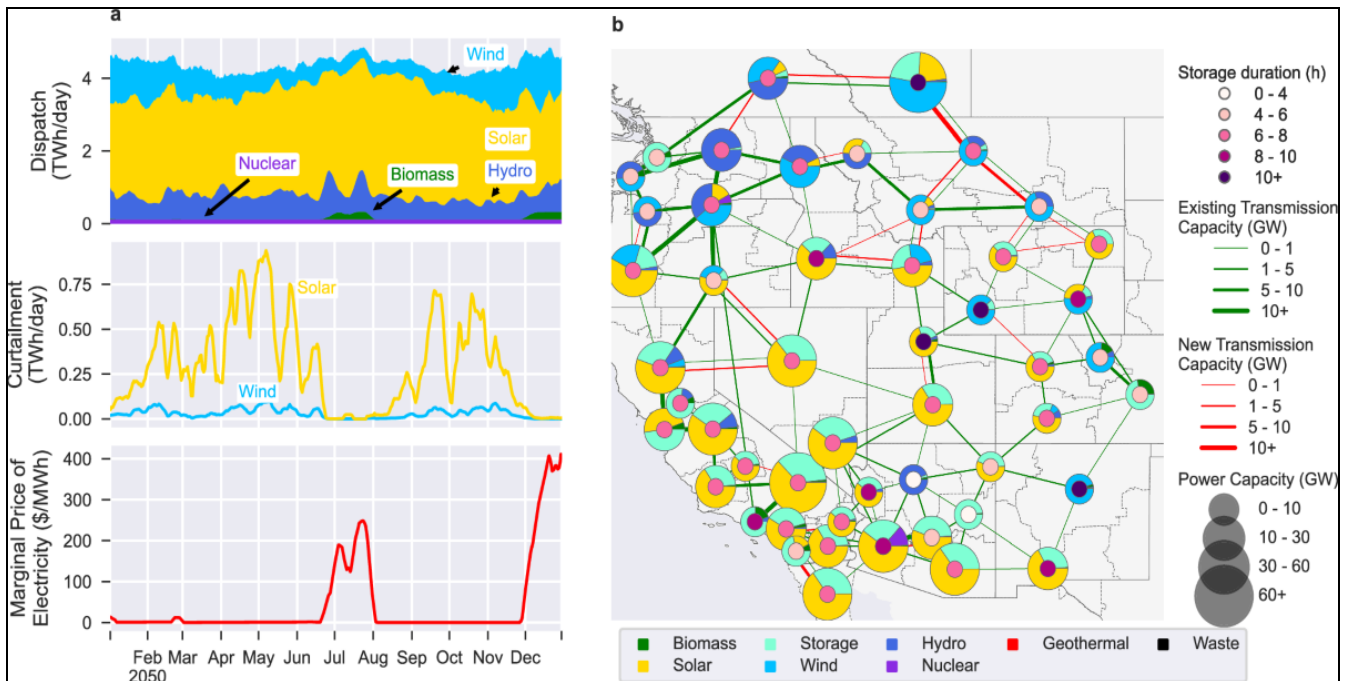 a
Dispatch
(TWh/day)
4
2
0
Wind
Solar
Nuclear
Biomass
Hydro
Curtailment
(TWh/day)
0.75
0.50
0.25
0.00
Solar
Wind
Marginal Price of
Electricity ($/MWh)
400
300
200
100
0
Feb Mar Apr May Jun Jul Aug Sep Oct Nov Dec
2050
b
Storage duration (h)
0 - 4
4 - 6
6 - 8
8 - 10
10+
Existing Transmission
Capacity (GW)
0 - 1
1 - 5
5 - 10
10+
New Transmission
Capacity (GW)
0 - 1
1 - 5
5 - 10
10+
Power Capacity (GW)
0 - 10
10 - 30
30 - 60
60+
Biomass Storage Hydro Geothermal Waste
Solar Wind Nuclear